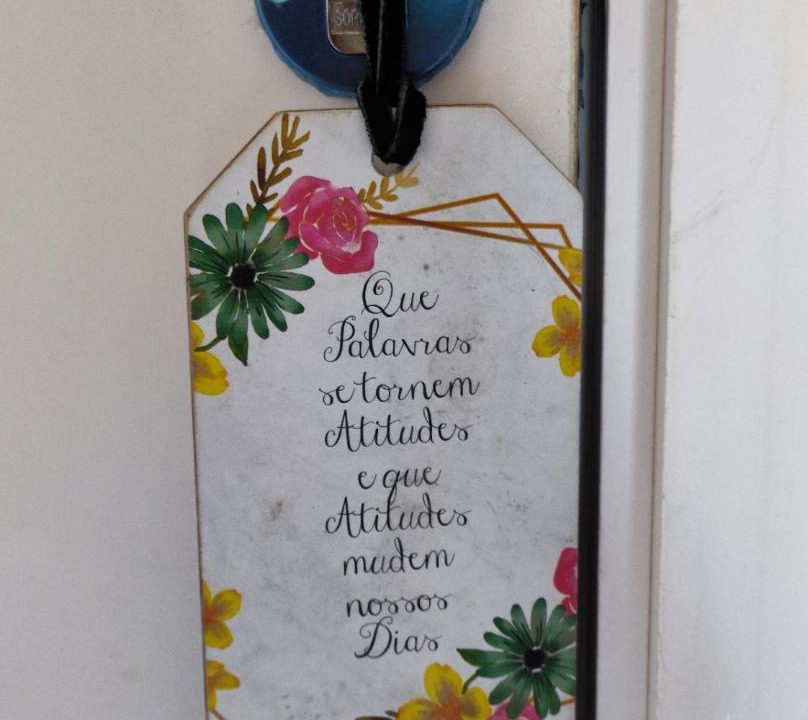 Que
Palavras
se tornem
Atitudes
e que
Atitudes
mudem
nossos
Dias